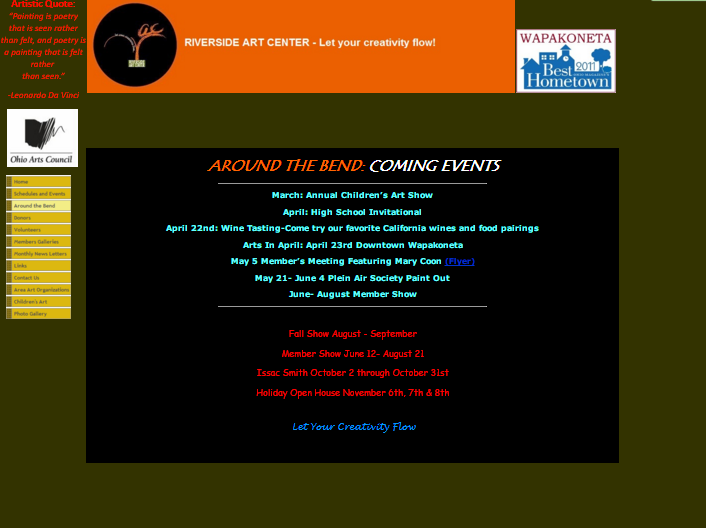 Artistic Quote:
"Painting is poetry
that is seen rather
than felt, and poetry is
a painting that is felt
rather
than seen."
-Leonardo Da Vinci
RIVERSIDE ART CENTER - Let your creativity flow!
WAPAKONETA
2011
Best
Hometown
Ohio Arts Council
Home
Schedules and Events
Around the Bend
Donors
Volunteers
Members Galleries
Monthly News Letters
Links
Contact Us
Area Art Organizations
Children's Art
Photo Gallery
AROUND THE BEND: COMING EVENTS
March: Annual Children's Art Show
April: High School Invitational
April 22nd: Wine Tasting-Come try our favorite California wines and food pairings
Arts In April: April 23rd Downtown Wapakoneta
May 5 Member's Meeting Featuring Mary Coon (Flyer)
May 21- June 4 Plein Air Society Paint Out
June- August Member Show
Fall Show August - September
Member Show June 12- August 21
Issac Smith October 2 through October 31st
Holiday Open House November 6th, 7th & 8th
Let Your Creativity Flow